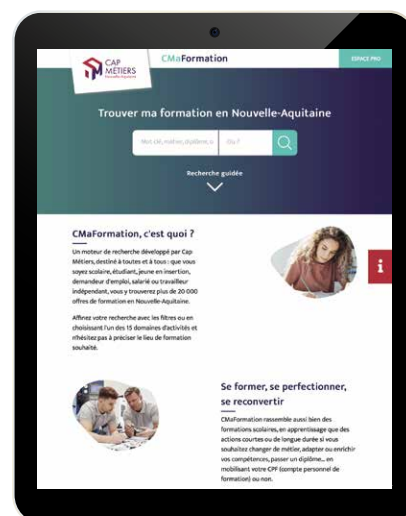 CAP
MÉTIERS
Nouvelle-Aquitaine
CMaFormation
ESPACE PRO
Trouver ma formation en Nouvelle-Aquitaine
Mot clé, métier, diplôme, o
Où ?
Recherche guidée
CMaFormation, c'est quoi ?
Un moteur de recherche développé par Cap
Métiers, destiné à toutes et à tous : que vous
soyez scolaire, étudiant, jeune en insertion,
demandeur d'emploi, salarié ou travailleur
indépendant, vous y trouverez plus de 20 000
offres de formation en Nouvelle-Aquitaine.
Affinez votre recherche avec les filtres ou en
choisissant l'un des 15 domaines d'activités et
n'hésitez pas à préciser le lieu de formation
souhaité.
i
Se former, se perfectionner,
se reconvertir
CMaFormation rassemble aussi bien des
formations scolaires, en apprentissage que des
actions courtes ou de longue durée si vous
souhaitez changer de métier, adapter ou enrichir
vos compétences, passer un diplôme... en
mobilisant votre CPF (compte personnel de
formation) ou non.